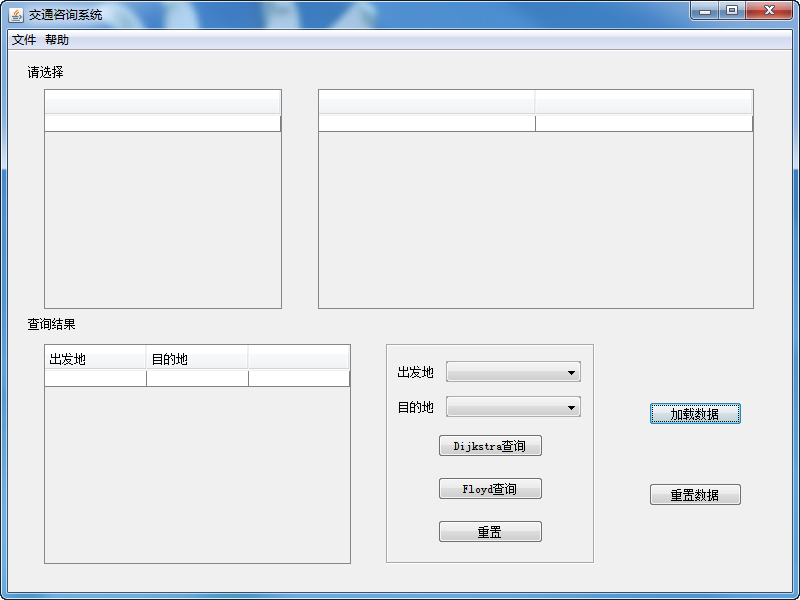 交通咨询系统
文件 帮助
请选择
查询结果
出发地 目的地
出发地
目的地
Dijkstra查询
Floyd查询
重置
加载数据
重置数据